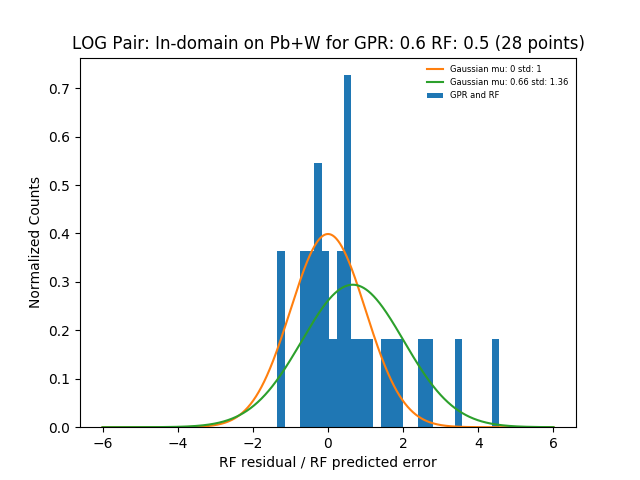 LOG Pair: In-domain on Pb+W for GPR: 0.6 RF: 0.5 (28 points)
Gaussian mu: 0 std: 1
Gaussian mu: 0.66 std: 1.36
GPR and RF
Normalized Counts
0.7
0.6
0.5
0.4
0.3
0.2
0.1
0.0
−6 −4 −2 0 2 4 6
RF residual / RF predicted error